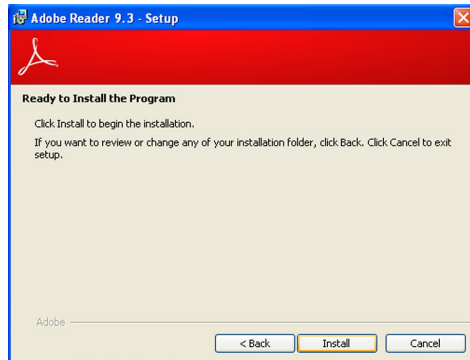 Adobe Reader 9.3 - Setup
Ready to Install the Program
Click Install to begin the installation.
If you want to review or change any of your installation folder, click Back. Click Cancel to exit
setup.
Adobe
< Back Install Cancel